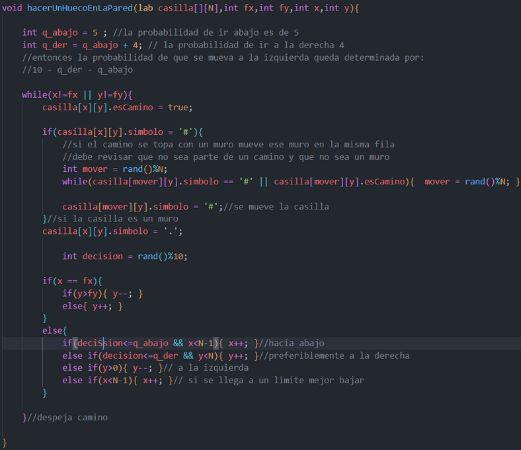 void hacerUnHuecoEnLaPared(lab casilla[][N],int fx,int fy,int x,int y){
int q_abajo = 5 ; //la probabilidad de ir abajo es de 5
int q_der = q_abajo + 4; // la probabilidad de ir a la derecha 4
//entonces la probabilidad de que se mueva a la izquierda queda determinada por:
//10 - q_der - q_abajo
while(x!=fx || y!=fy){
casilla[x][y].esCamino = true;
if(casilla[x][y].simbolo = '#'){
//si el camino se topa con un muro mueve ese muro en la misma fila
//debe revisar que no sea parte de un camino y que no sea un muro
int mover = rand()%N;
while(casilla[mover][y].simbolo == '#' || casilla[mover][y].esCamino){  mover = rand()%N; }
casilla[mover][y].simbolo = '#';//se mueve la casilla
}//si la casilla es un muro
casilla[x][y].simbolo = '.';
int decision = rand()%10;
if(x == fx){
if(y>fy){ y--; }
else{ y++; }
}
else{
if(deciSsion<=q_abajo && x<N-1){ x++; }//hacia abajo
else if(decision<=q_der && y<N){ y++; }//preferiblemente a la derecha
else if(y>0){ y--; }// a la izquierda
else if(x<N-1){ x++; }// si se llega a un limite mejor bajar
}
}//despeja camino
}